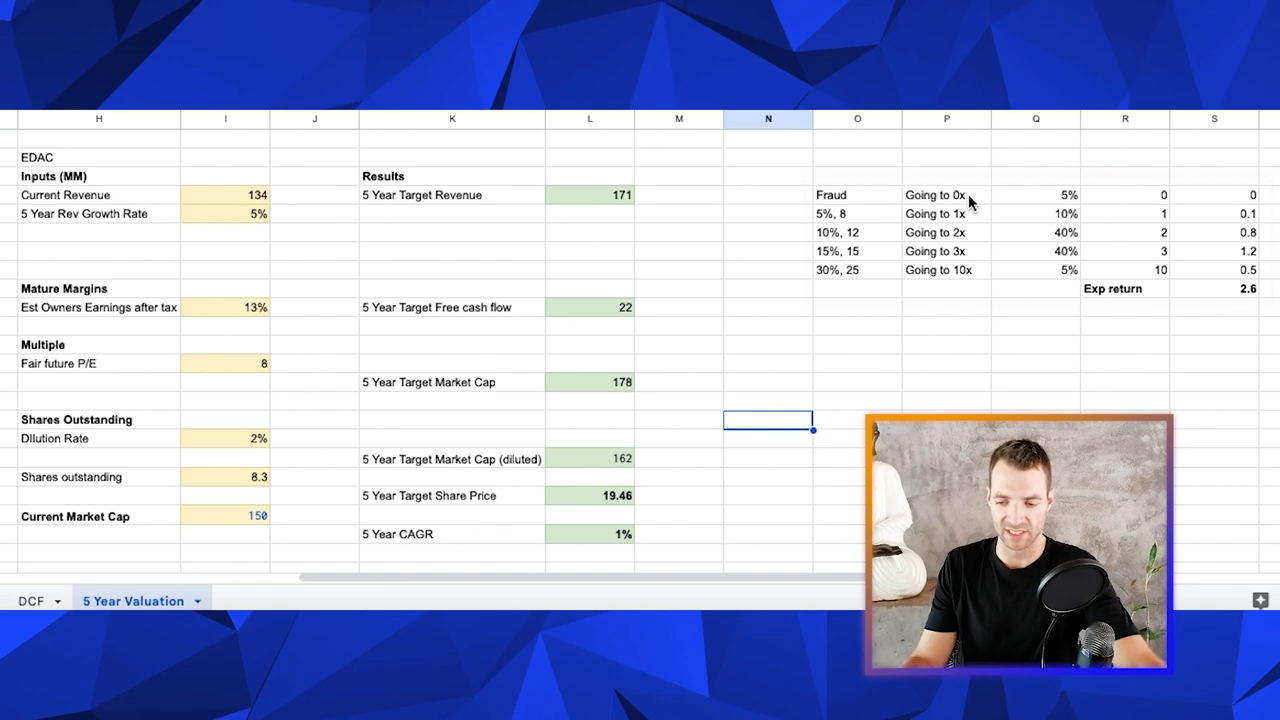 H I J K L M N O P Q R S
EDAC
Inputs (MM) Results
Current Revenue 134 5 Year Target Revenue 171 Fraud Going to 0x 5% 0 0
5 Year Rev Growth Rate 5% 5%, 8 Going to 1x 10% 1 0.1
10%, 12 Going to 2x 40% 2 0.8
15%, 15 Going to 3x 40% 3 1.2
30%, 25 Going to 10x 5% 10 0.5
Mature Margins Exp return 2.6
Est Owners Earnings after tax 13% 5 Year Target Free cash flow 22
Multiple
Fair future P/E 8
5 Year Target Market Cap 178
Shares Outstanding
DIlution Rate 2%
5 Year Target Market Cap (diluted) 162
Shares outstanding 8.3
5 Year Target Share Price 19.46
Current Market Cap 150
5 Year CAGR 1%
DCF 5 Year Valuation